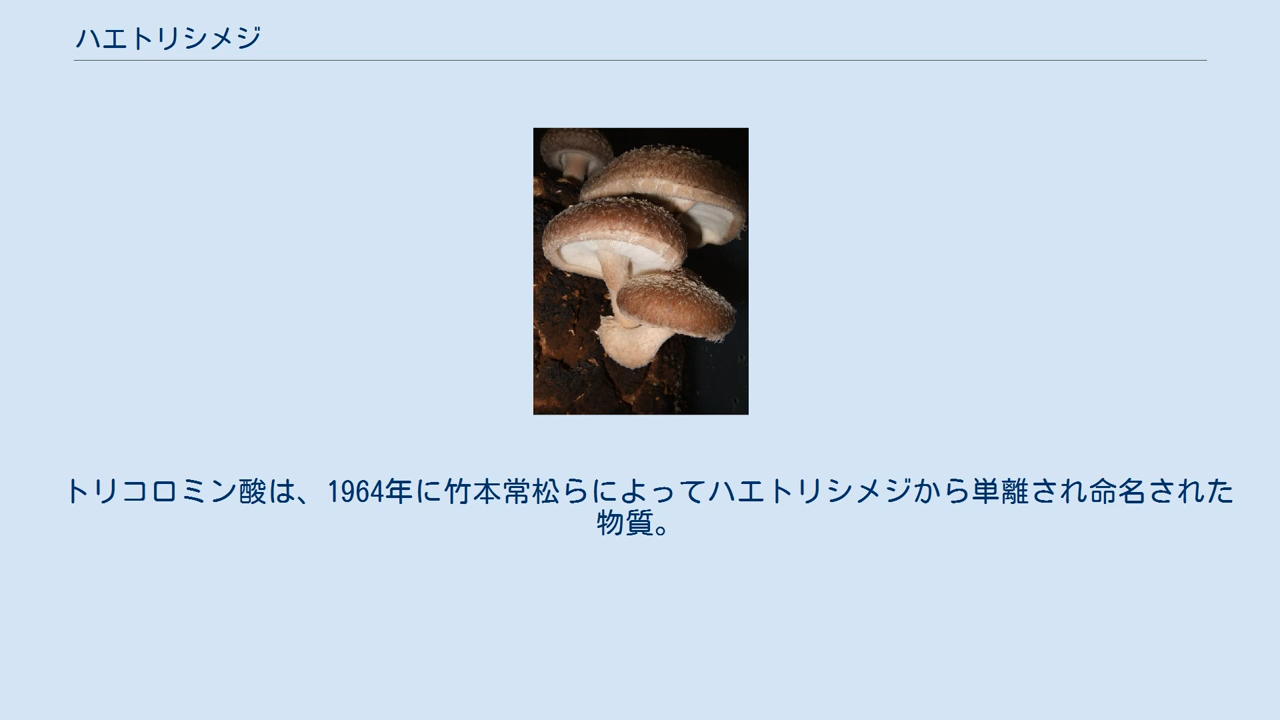 ハエトリシメジ
トリコロミン酸は、1964年に竹本常松らによってハエトリシメジから単離され命名された
物質。